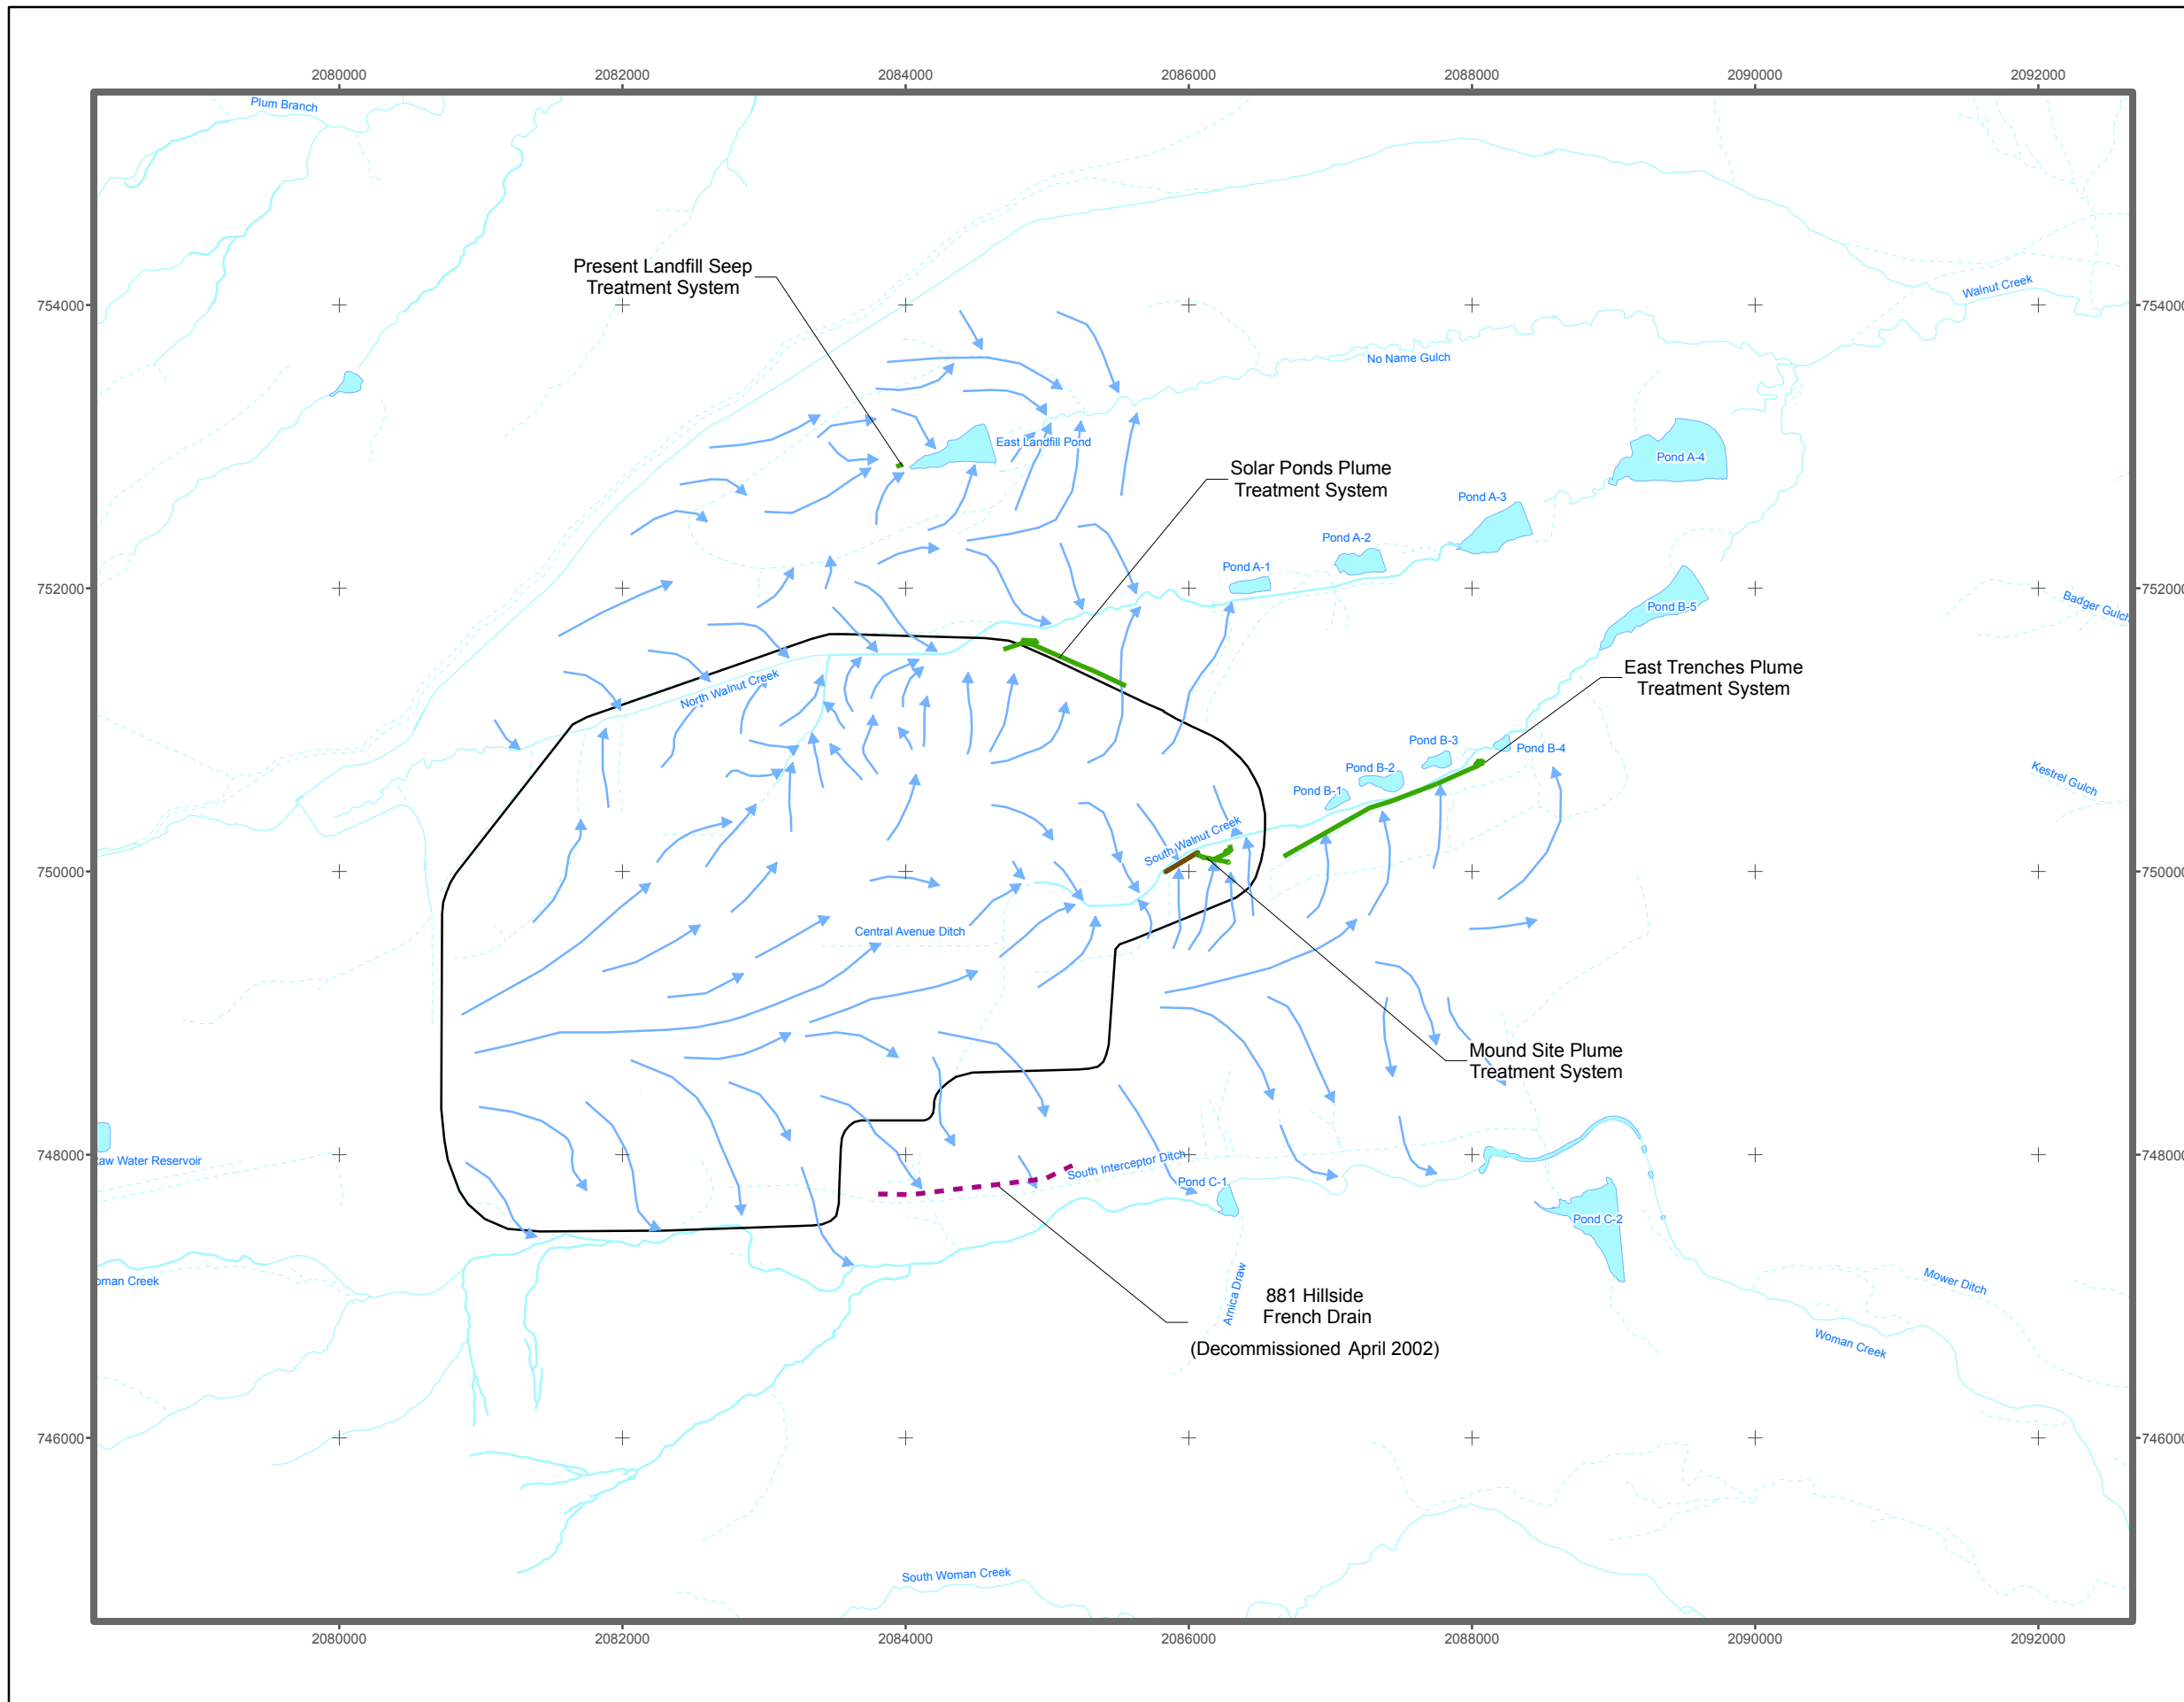 2080000 2082000 2084000 2086000 2088000 2090000 2092000
Plum Branch
Present Landfill Seep
Treatment System
754000
754000
Walnut Creek
No Name Gulch
East Landfill Pond
Solar Ponds Plume
Treatment System
Pond A-4
Pond A-3
Pond A-2
Pond A-1
752000
752000
Badger Gulch
Pond B-5
East Trenches Plume
Treatment System
North Walnut Creek
Pond B-3
Pond B-4
Pond B-2
Pond B-1
Kestrel Gulch
South Walnut Creek
750000
750000
Central Avenue Ditch
Mound Site Plume
Treatment System
748000
748000
aw Water Reservoir
South Interceptor Ditch
Pond C-1
Pond C-2
oman Creek
Arnica Draw
Mower Ditch
881 Hillside
French Drain
(Decommissioned April 2002)
Woman Creek
746000
746000
South Woman Creek
2080000 2082000 2084000 2086000 2088000 2090000 2092000